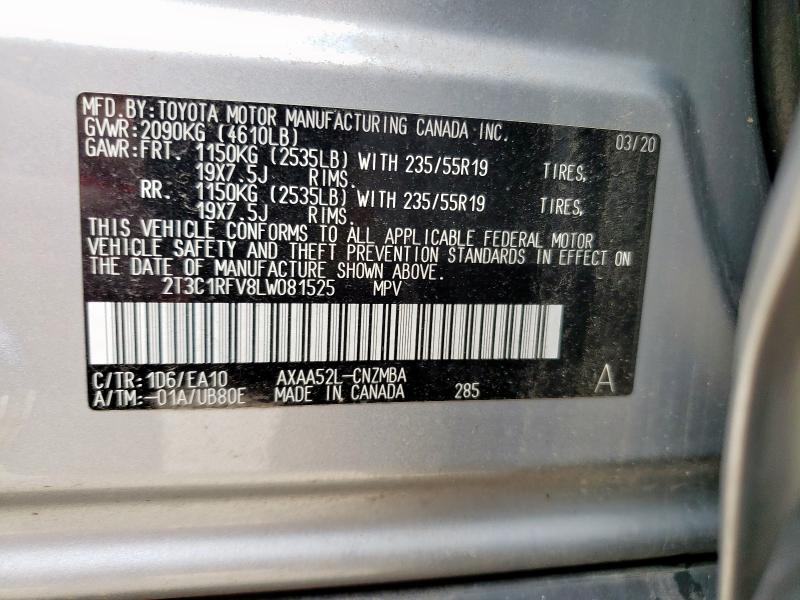 MFD.BY:TOYOTA MOTOR MANUFACTURING CANADA INC.
GVWR:2090KG (4610LB) 03/20
GAWR:FRT. 1150KG (2535LB) WITH 235/55R19 TIRES,
19X7.5J RIMS.
RR. 1150KG (2535LB) WITH 235/55R19 TIRES,
19X7.5J RIMS.
THIS VEHICLE CONFORMS TO ALL APPLICABLE FEDERAL MOTOR
VEHICLE SAFETY AND THEFT PREVENTION STANDARDS IN EFFECT ON
THE DATE OF MANUFACTURE SHOWN ABOVE.
2T3C1RFV8LW081525 MPV
C/TR:1D6/EA10 AXAA52L-CNZMBA
A/TM:-01A/UB80E MADE IN CANADA 285 A